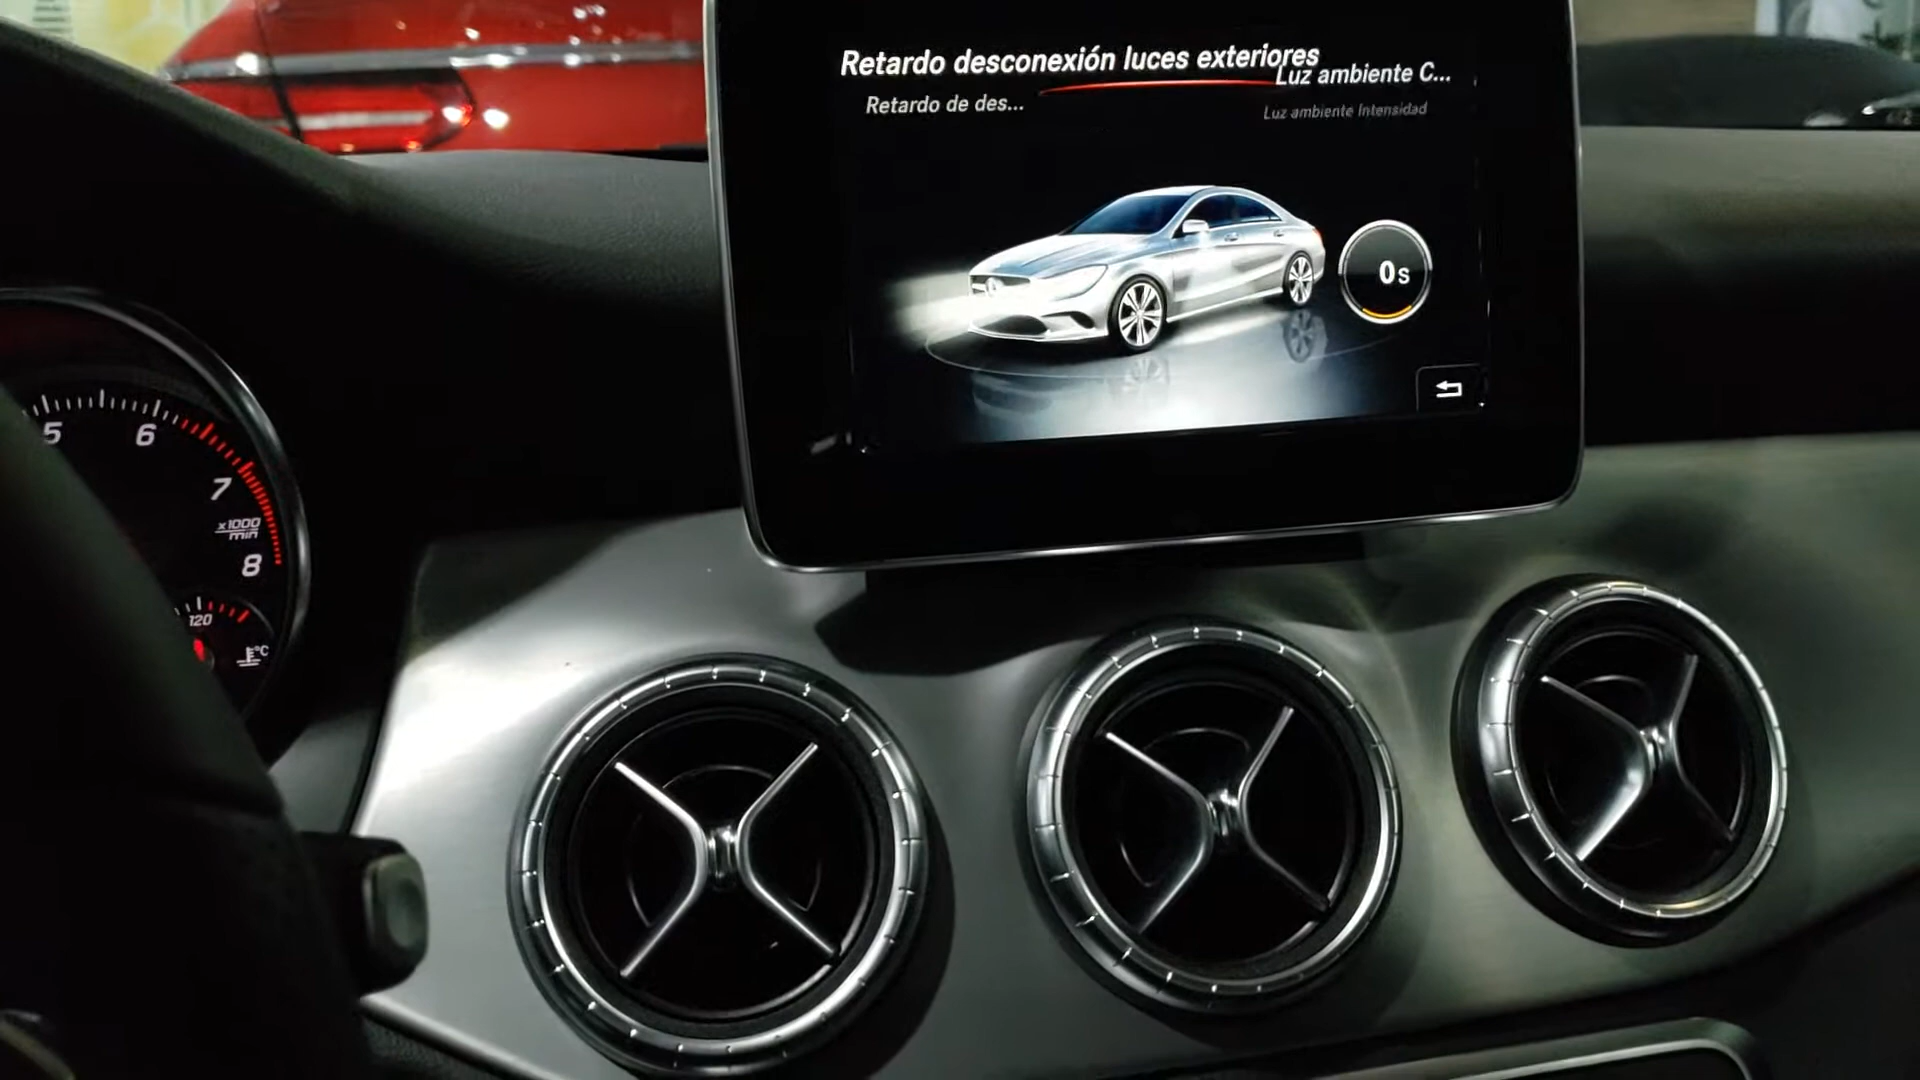 Retardo desconexión luces exteriores
Luz ambiente C...
Retardo de des...
Luz ambiente Intensidad
0s
5
6
7
x1000
min
8
120
°C